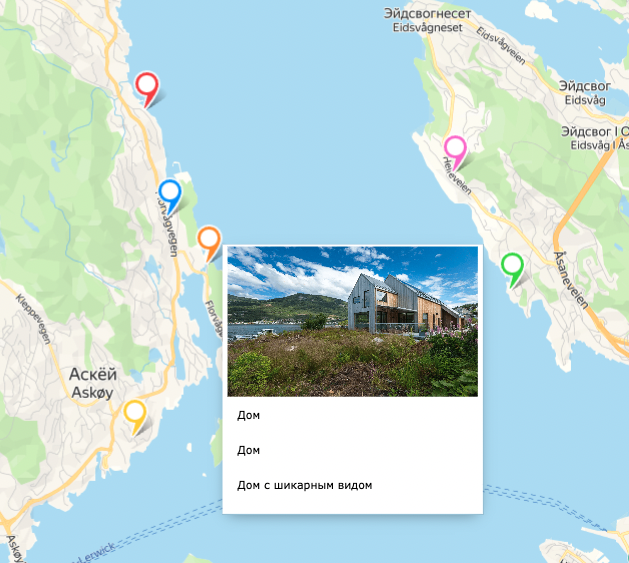 Эйдсвогнесет
Eidsvågneset
Eidsvågveien
Эйдсвог
Eidsvåg
Эйдсвог I О
Eidsvåg I Ås
Helleveien
Florvågvegen
Åsaneveien
Florvåg
Kleppevegen
Аскёй
Askøy
Дом
Дом
Дом с шикарным видом
Askøy
-Lerwick